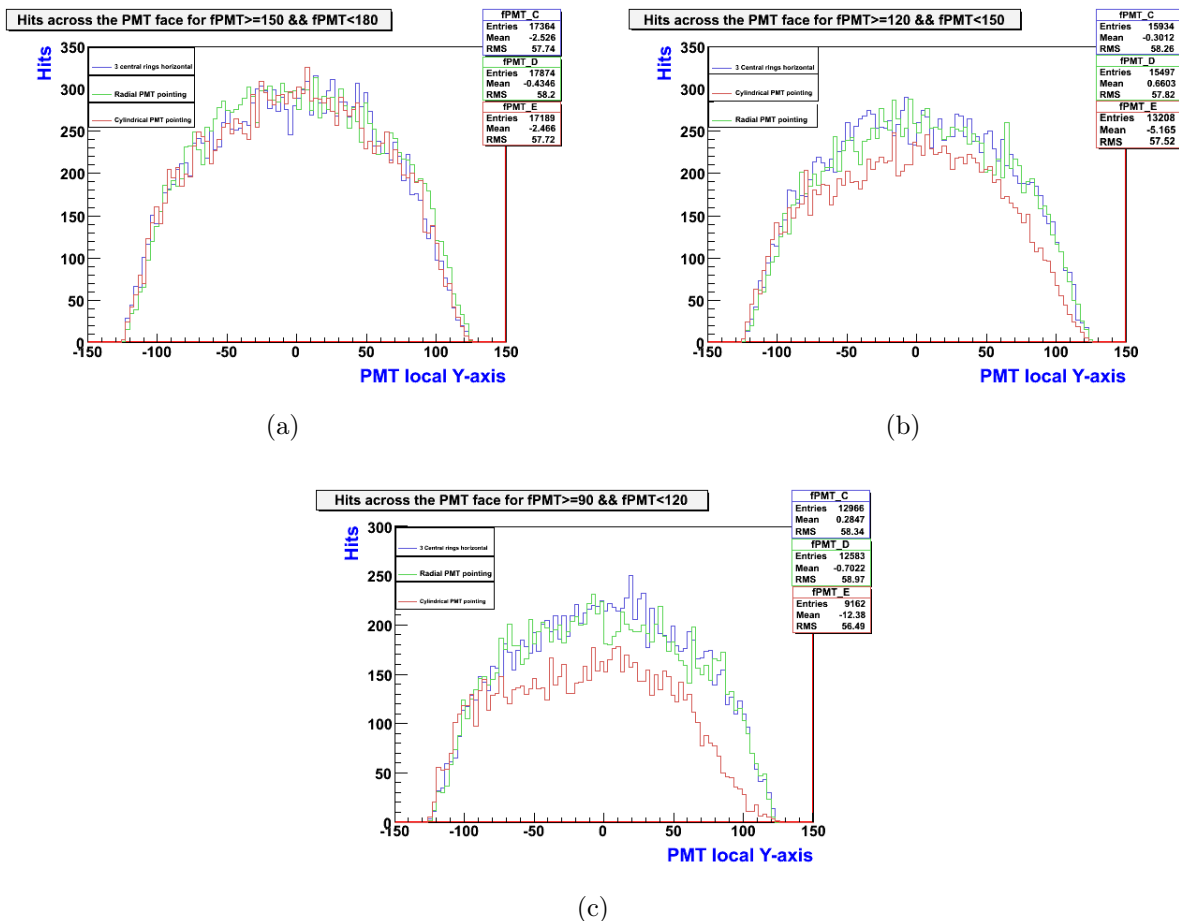 Hits across the PMT face for fPMT>=150 && fPMT<180
fPMT_C
Entries 17364
Mean -2.526
RMS 57.74
fPMT_D
Entries 17874
Mean -0.4346
RMS 58.2
fPMT_E
Entries 17189
Mean -2.466
RMS 57.72
Hits
350
300
250
200
150
100
50
0
3 central rings horizontal
Radial PMT pointing
Cylindrical PMT pointing
-150 -100 -50 0 50 100 150
PMT local Y-axis
(a)
Hits across the PMT face for fPMT>=120 && fPMT<150
fPMT_C
Entries 15934
Mean -0.3012
RMS 58.26
fPMT_D
Entries 15497
Mean 0.6603
RMS 57.82
fPMT_E
Entries 13208
Mean -5.165
RMS 57.52
Hits
350
300
250
200
150
100
50
0
3 Central rings horizontal
Cylindrical PMT pointing
Radial PMT pointing
-150 -100 -50 0 50 100 150
PMT local Y-axis
(b)
Hits across the PMT face for fPMT>=90 && fPMT<120
fPMT_C
Entries 12966
Mean 0.2847
RMS 58.34
fPMT_D
Entries 12583
Mean -0.7022
RMS 58.97
fPMT_E
Entries 9162
Mean -12.38
RMS 56.49
Hits
300
250
200
150
100
50
0
3 Central rings horizontal
Radial PMT pointing
Cylindrical PMT pointing
-150 -100 -50 0 50 100 150
PMT local Y-axis
(c)